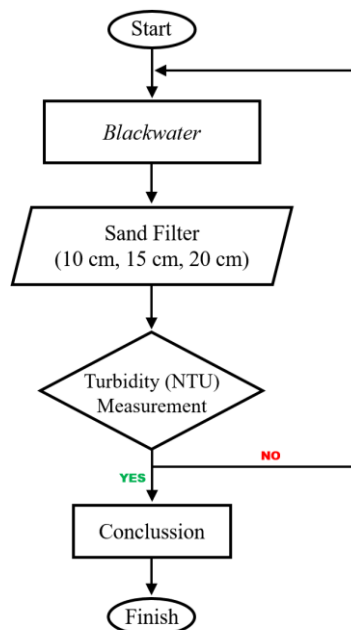 Start
Blackwater
Sand Filter
(10 cm, 15 cm, 20 cm)
Turbidity (NTU)
Measurement
NO
YES
Conclussion
Finish